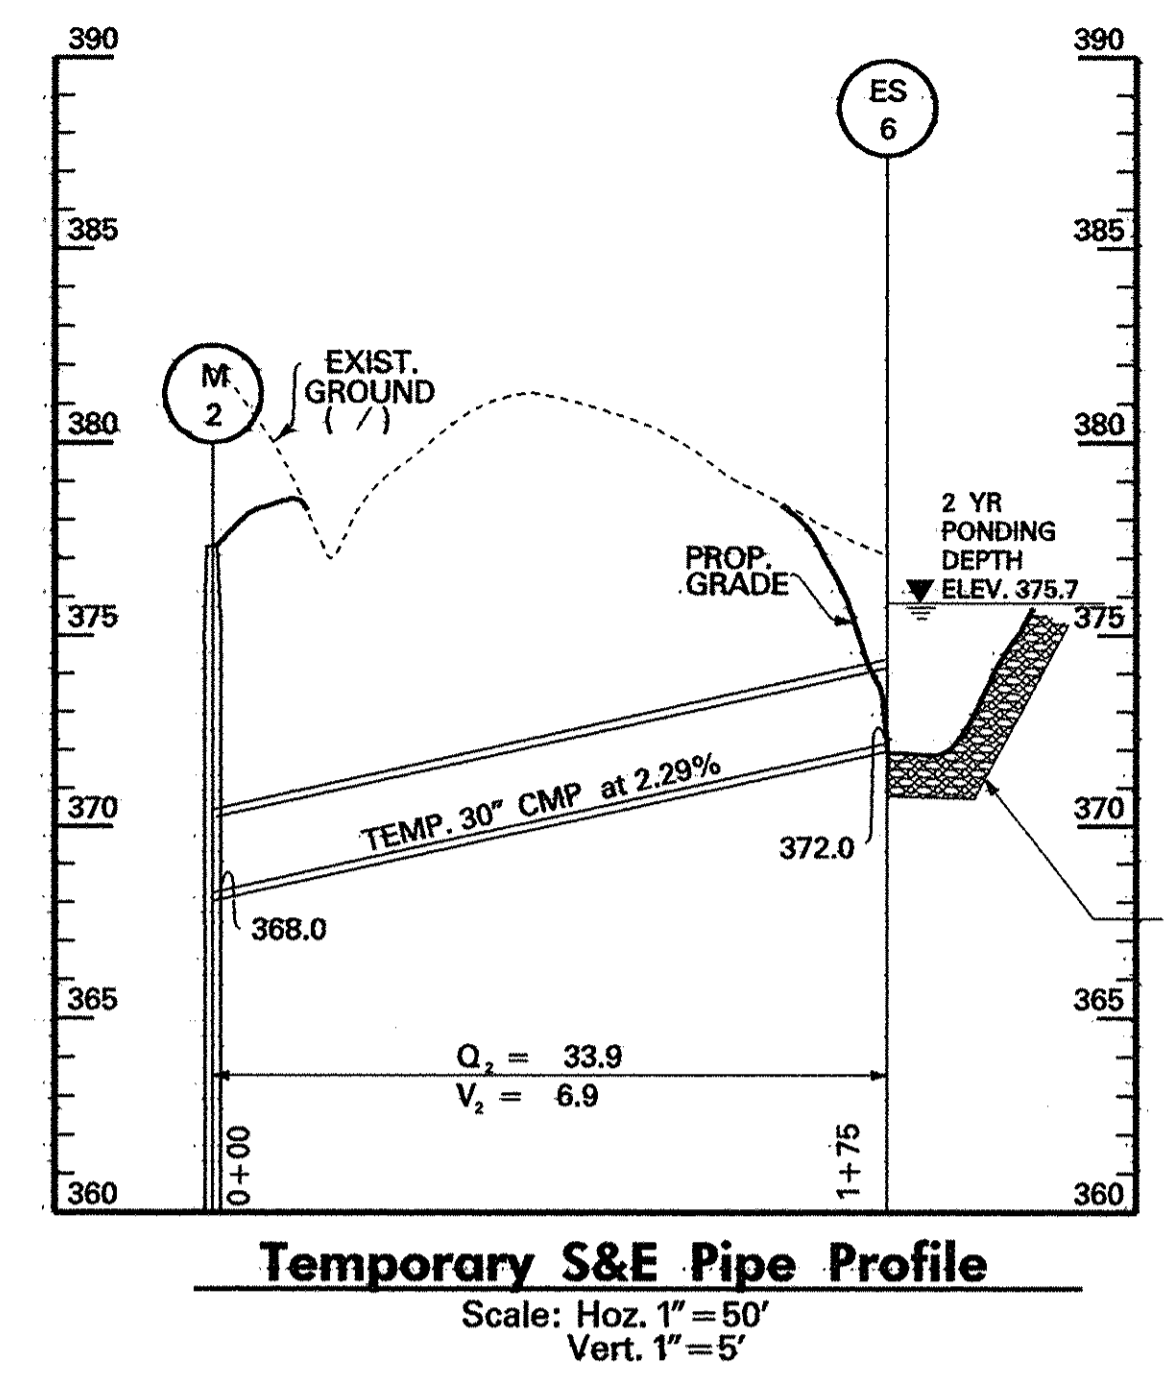 390
390
ES
6
385
385
M
2
EXIST.
GROUND
( / )
380
380
2 YR
PONDING
DEPTH
ELEV. 375.7
PROP.
GRADE
375
375
370
370
TEMP. 30" CMP at 2.29%
372.0
368.0
365
365
Q2 = 33.9
V2 = 6.9
0+00
1+75
360
360
Temporary S&E Pipe Profile
Scale: Hoz. 1"=50'
Vert. 1"=5'